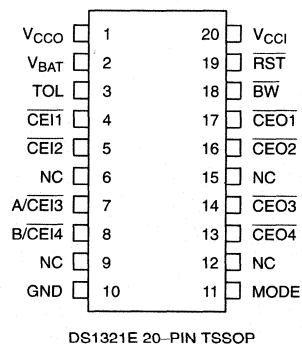 VCCO 1 20 VCCI
VBAT 2 19 RST
TOL 3 18 BW
CEI1 4 17 CEO1
CEI2 5 16 CEO2
NC 6 15 NC
A/CEI3 7 14 CEO3
B/CEI4 8 13 CEO4
NC 9 12 NC
GND 10 11 MODE
DS1321E 20–PIN TSSOP